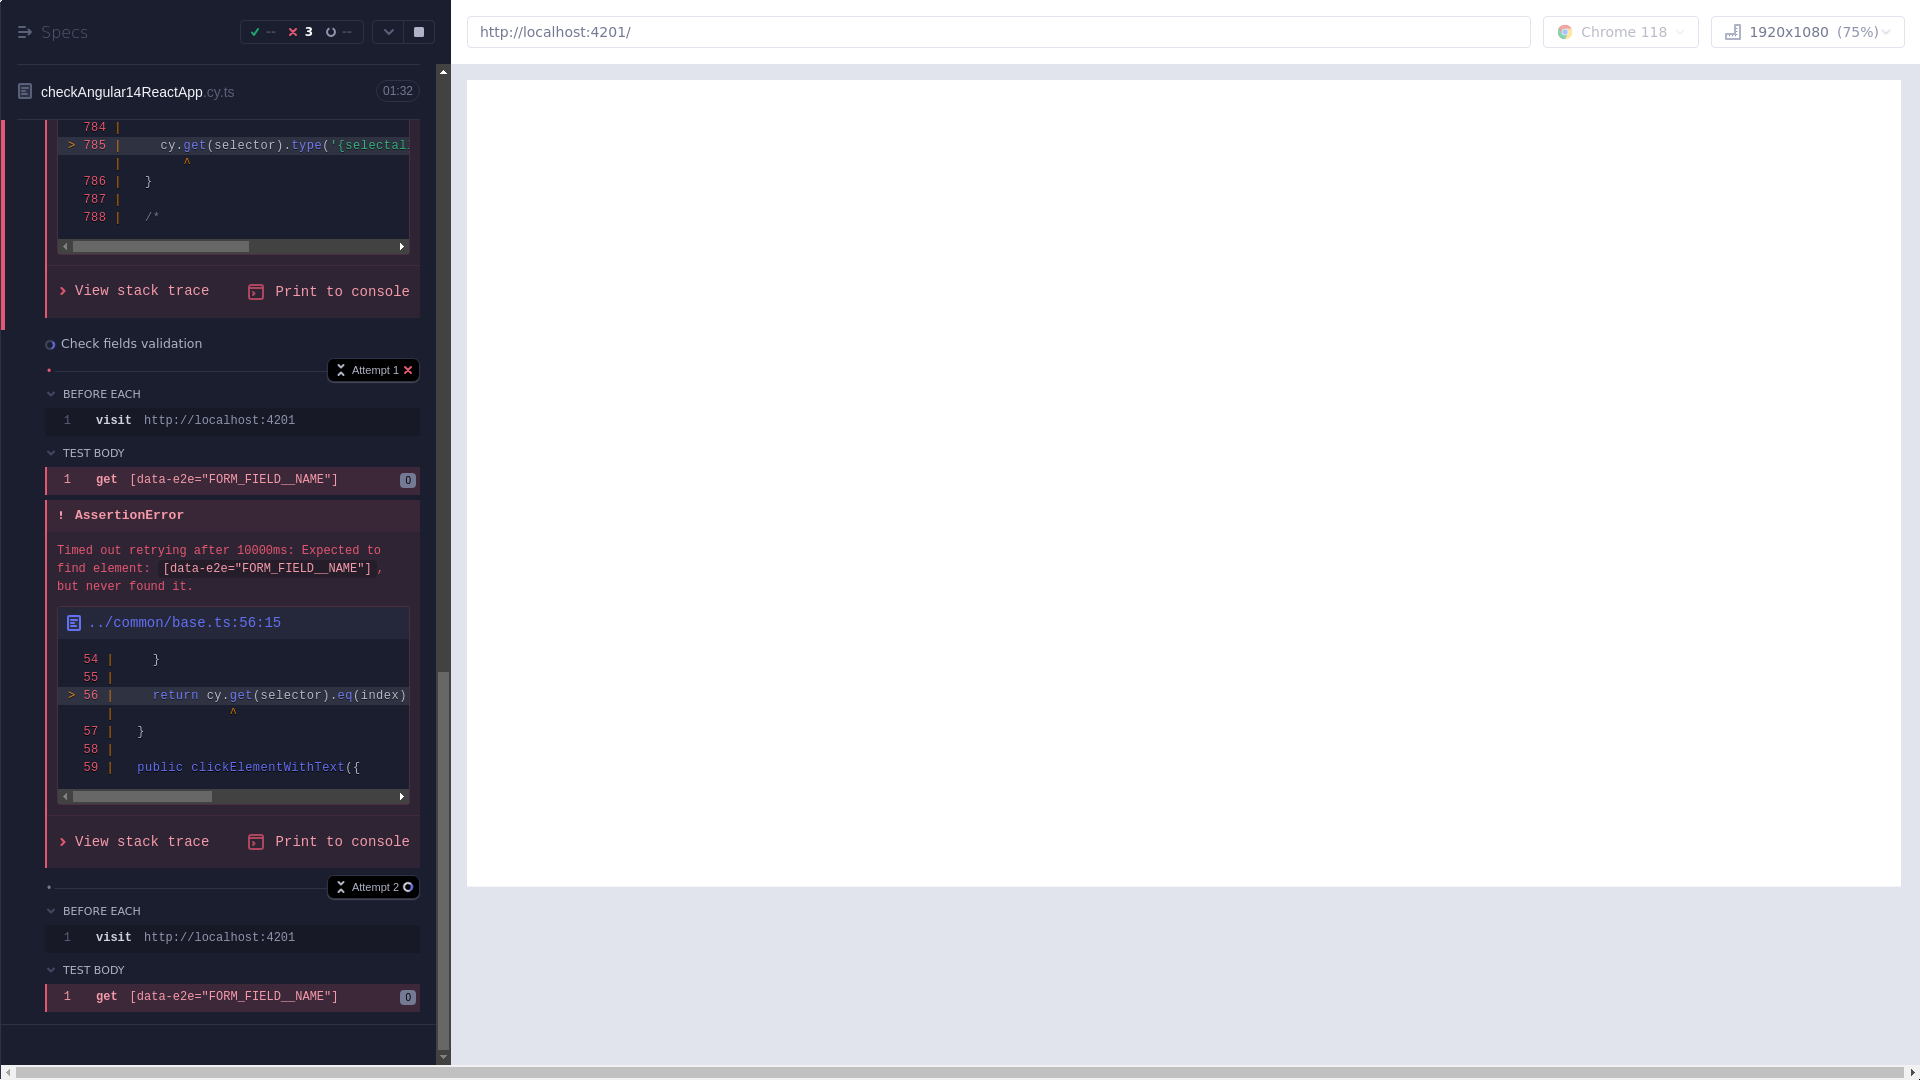 Specs
-- 3 --
http://localhost:4201/
Chrome 118
1920x1080 (75%)
checkAngular14ReactApp.cy.ts
01:32
784 |
> 785 | cy.get(selector).type('{selectal
| ^
786 | }
787 |
788 | /*
View stack trace
Print to console
Check fields validation
Attempt 1
BEFORE EACH
1 visit http://localhost:4201
TEST BODY
1 get [data-e2e="FORM_FIELD__NAME"] 0
! AssertionError
Timed out retrying after 10000ms: Expected to
find element: [data-e2e="FORM_FIELD__NAME"],
but never found it.
../common/base.ts:56:15
54 | }
55 |
> 56 | return cy.get(selector).eq(index)
| ^
57 | }
58 |
59 | public clickElementWithText({
View stack trace
Print to console
Attempt 2
BEFORE EACH
1 visit http://localhost:4201
TEST BODY
1 get [data-e2e="FORM_FIELD__NAME"] 0